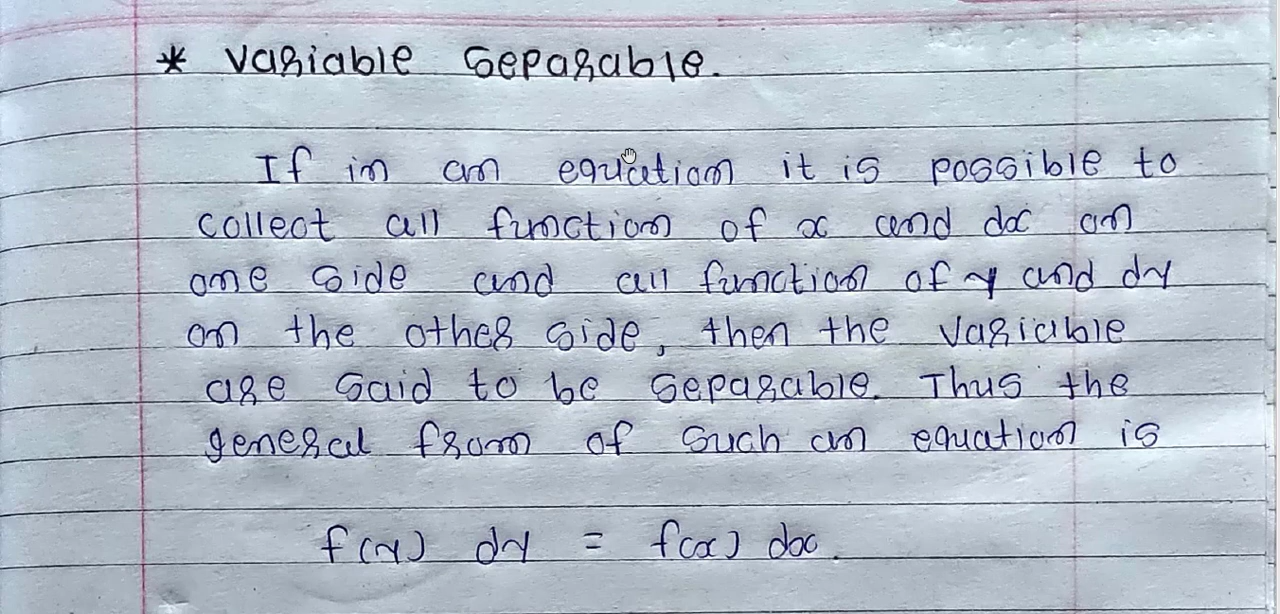 * Variable Separable.
If in an equation it is possible to
collect all function of x and dx on
one side and all function of y and dy
on the other side, then the variable
are said to be separable. Thus the
general from of such an equation is
f(y) dy = f(x) dx.